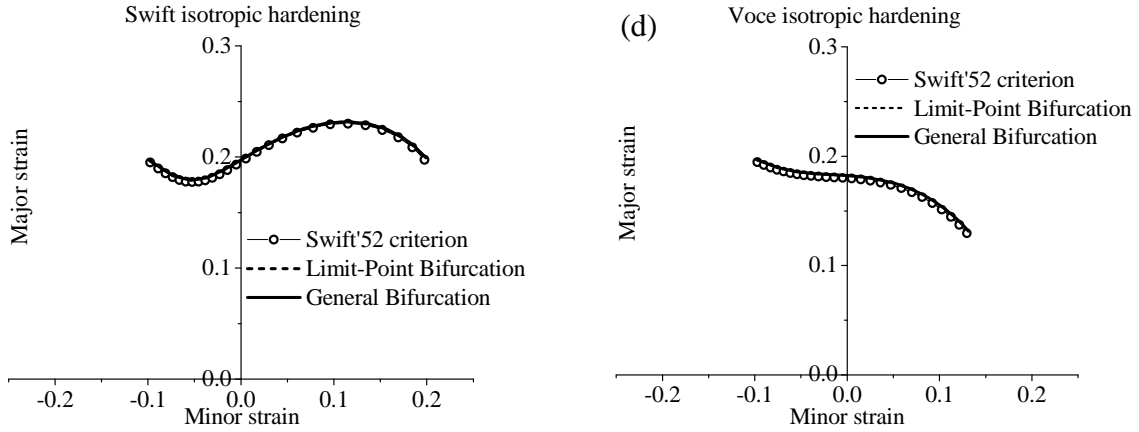 Swift isotropic hardening
0.3
0.2
0.1
0.0
Major strain
Swift'52 criterion
Limit-Point Bifurcation
General Bifurcation
-0.2 -0.1 0.0 0.1 0.2
Minor strain
(d)
Voce isotropic hardening
0.3
0.2
0.1
0.0
Major strain
Swift'52 criterion
Limit-Point Bifurcation
General Bifurcation
-0.2 -0.1 0.0 0.1 0.2
Minor strain